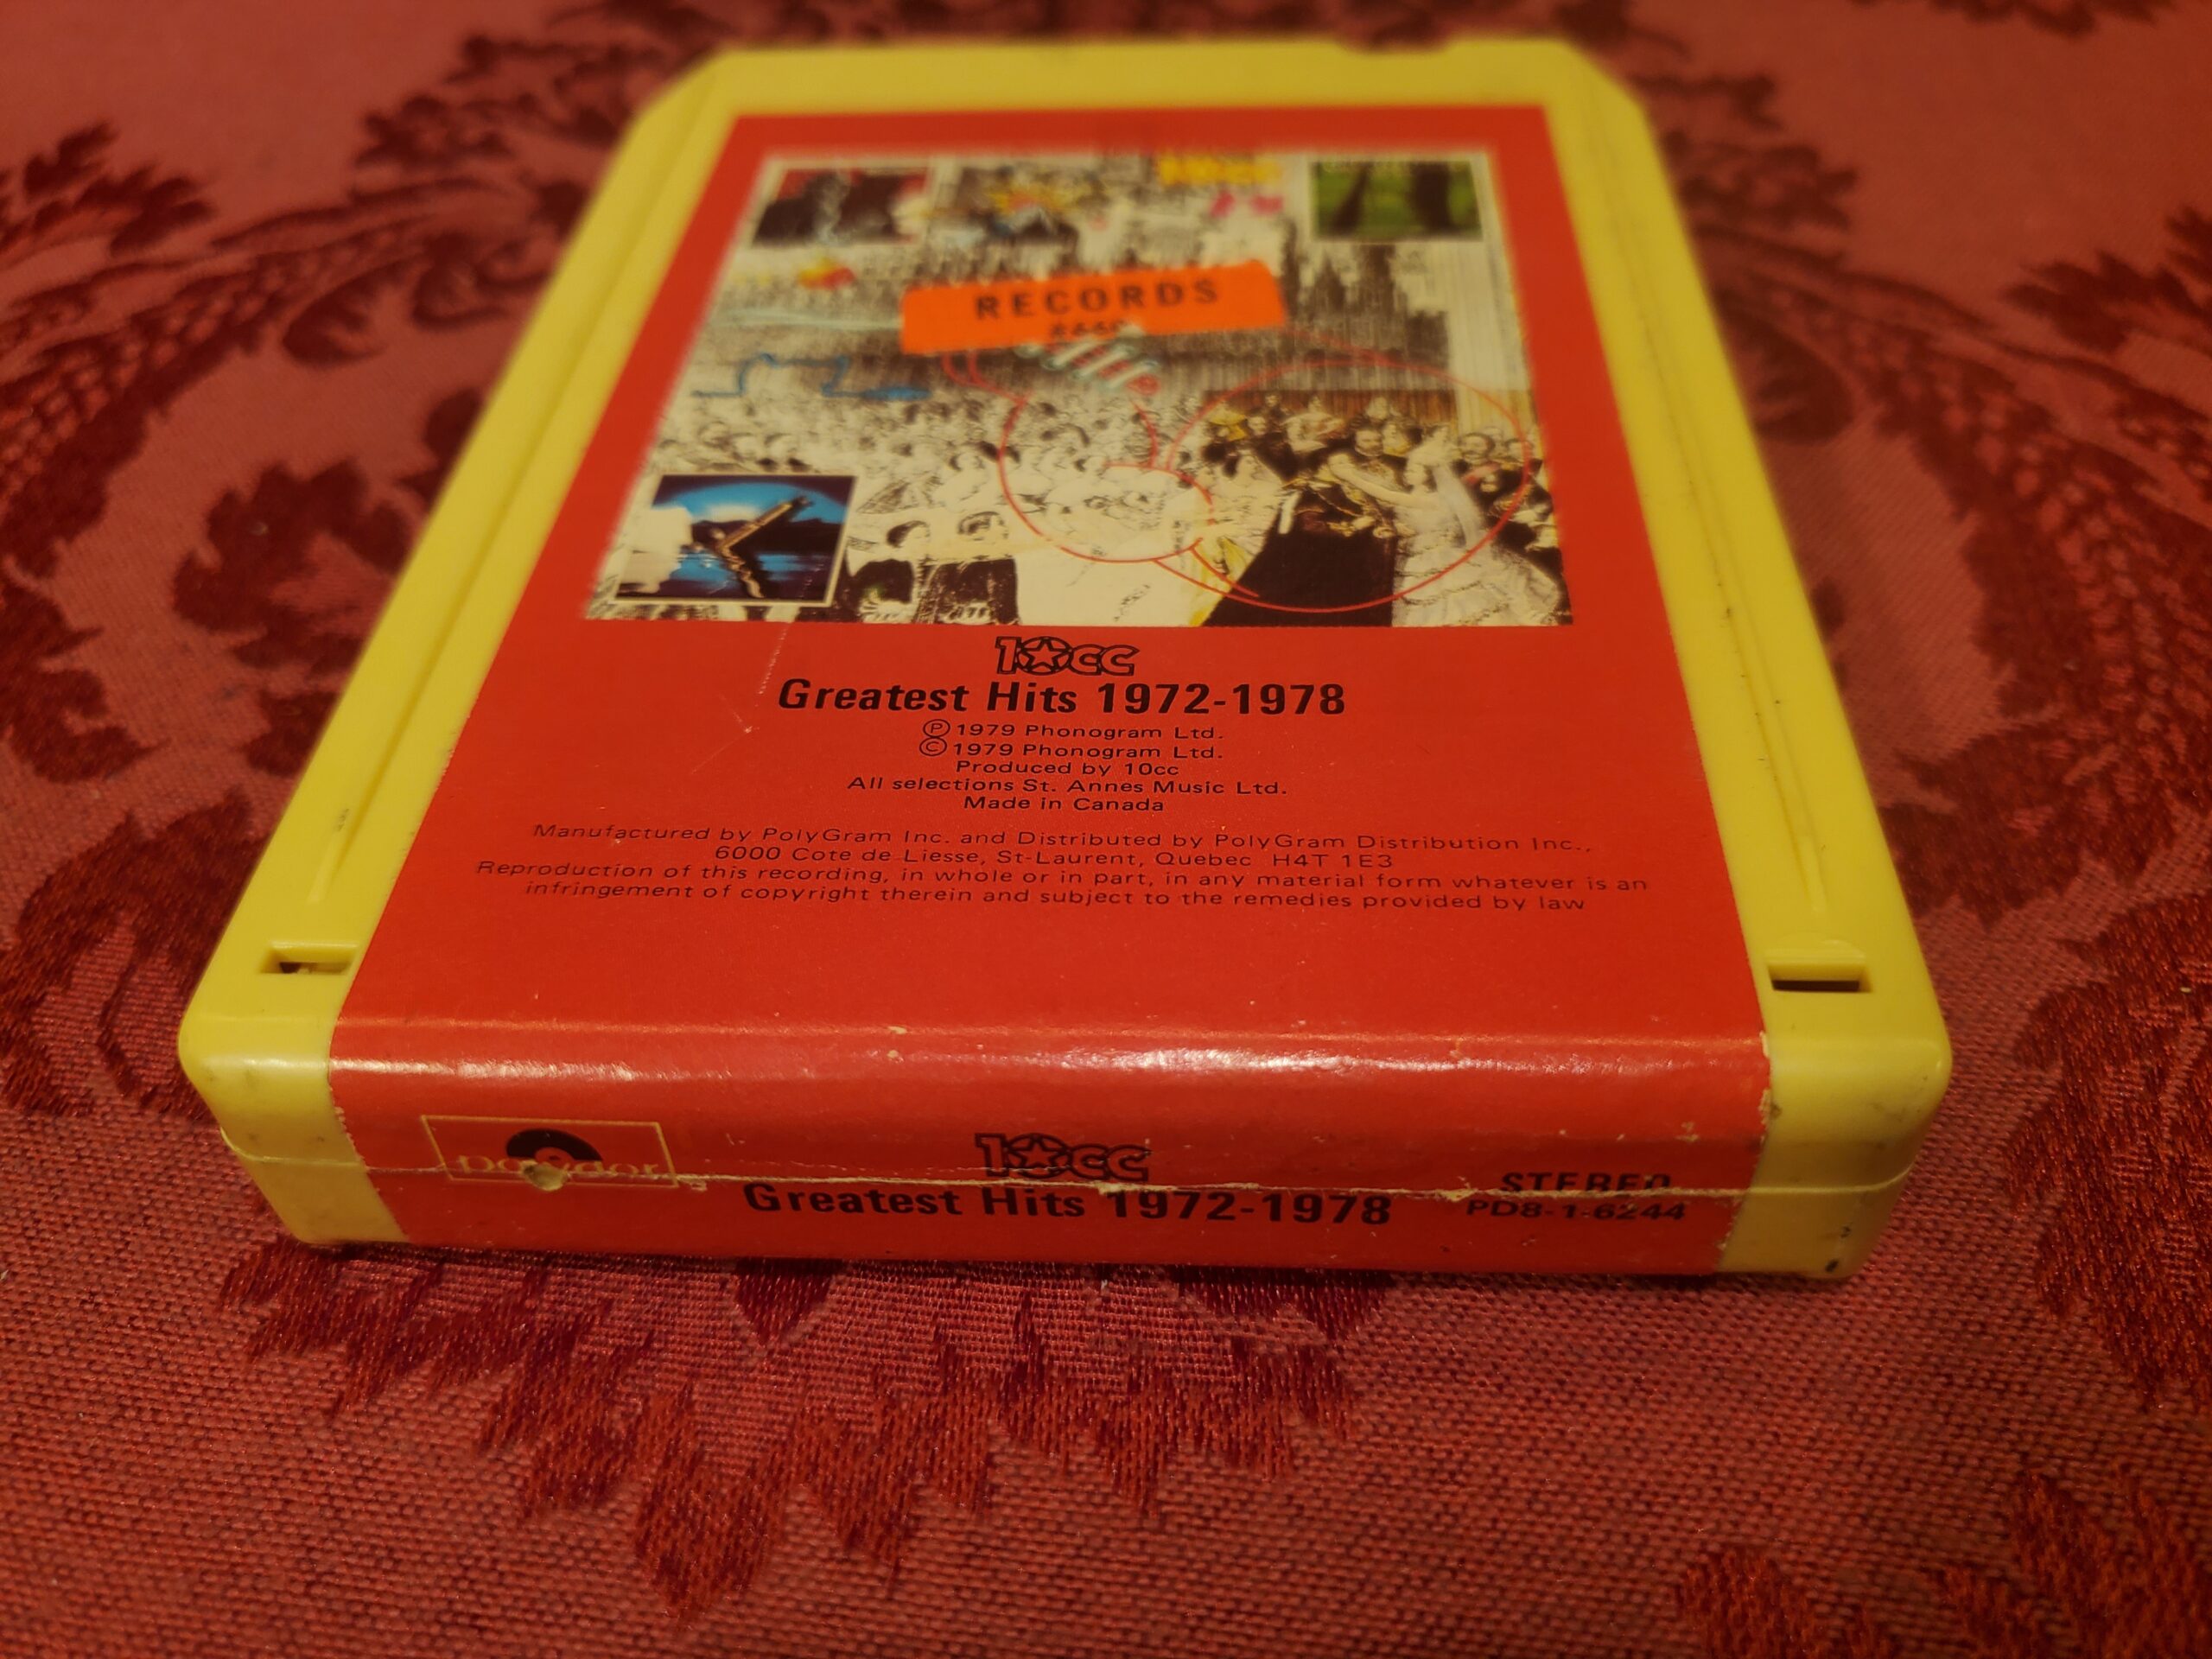 RECORDS
10cc
Greatest Hits 1972-1978
Ⓟ 1979 Phonogram Ltd.
© 1979 Phonogram Ltd.
Produced by 10cc
All selections St. Annes Music Ltd.
Made in Canada
Manufactured by PolyGram Inc. and Distributed by PolyGram Distribution Inc.,
6000 Cote de Liesse, St-Laurent, Quebec H4T 1E3
Reproduction of this recording, in whole or in part, in any material form whatever is an
infringement of copyright therein and subject to the remedies provided by law
polydor
10cc
Greatest Hits 1972-1978
STEREO
PD8-1-6244